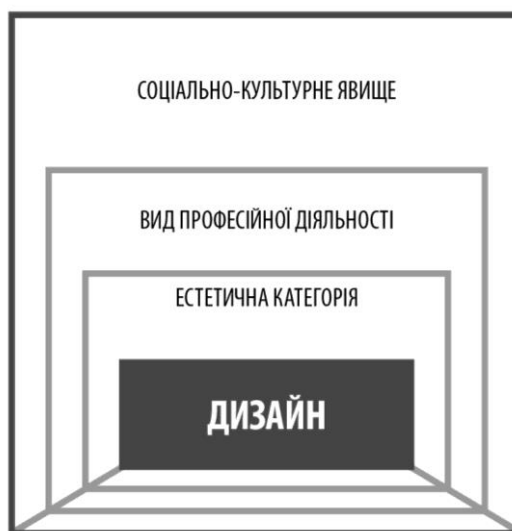 СОЦІАЛЬНО-КУЛЬТУРНЕ ЯВИЩЕ
ВИД ПРОФЕСІЙНОЇ ДІЯЛЬНОСТІ
ЕСТЕТИЧНА КАТЕГОРІЯ
ДИЗАЙН